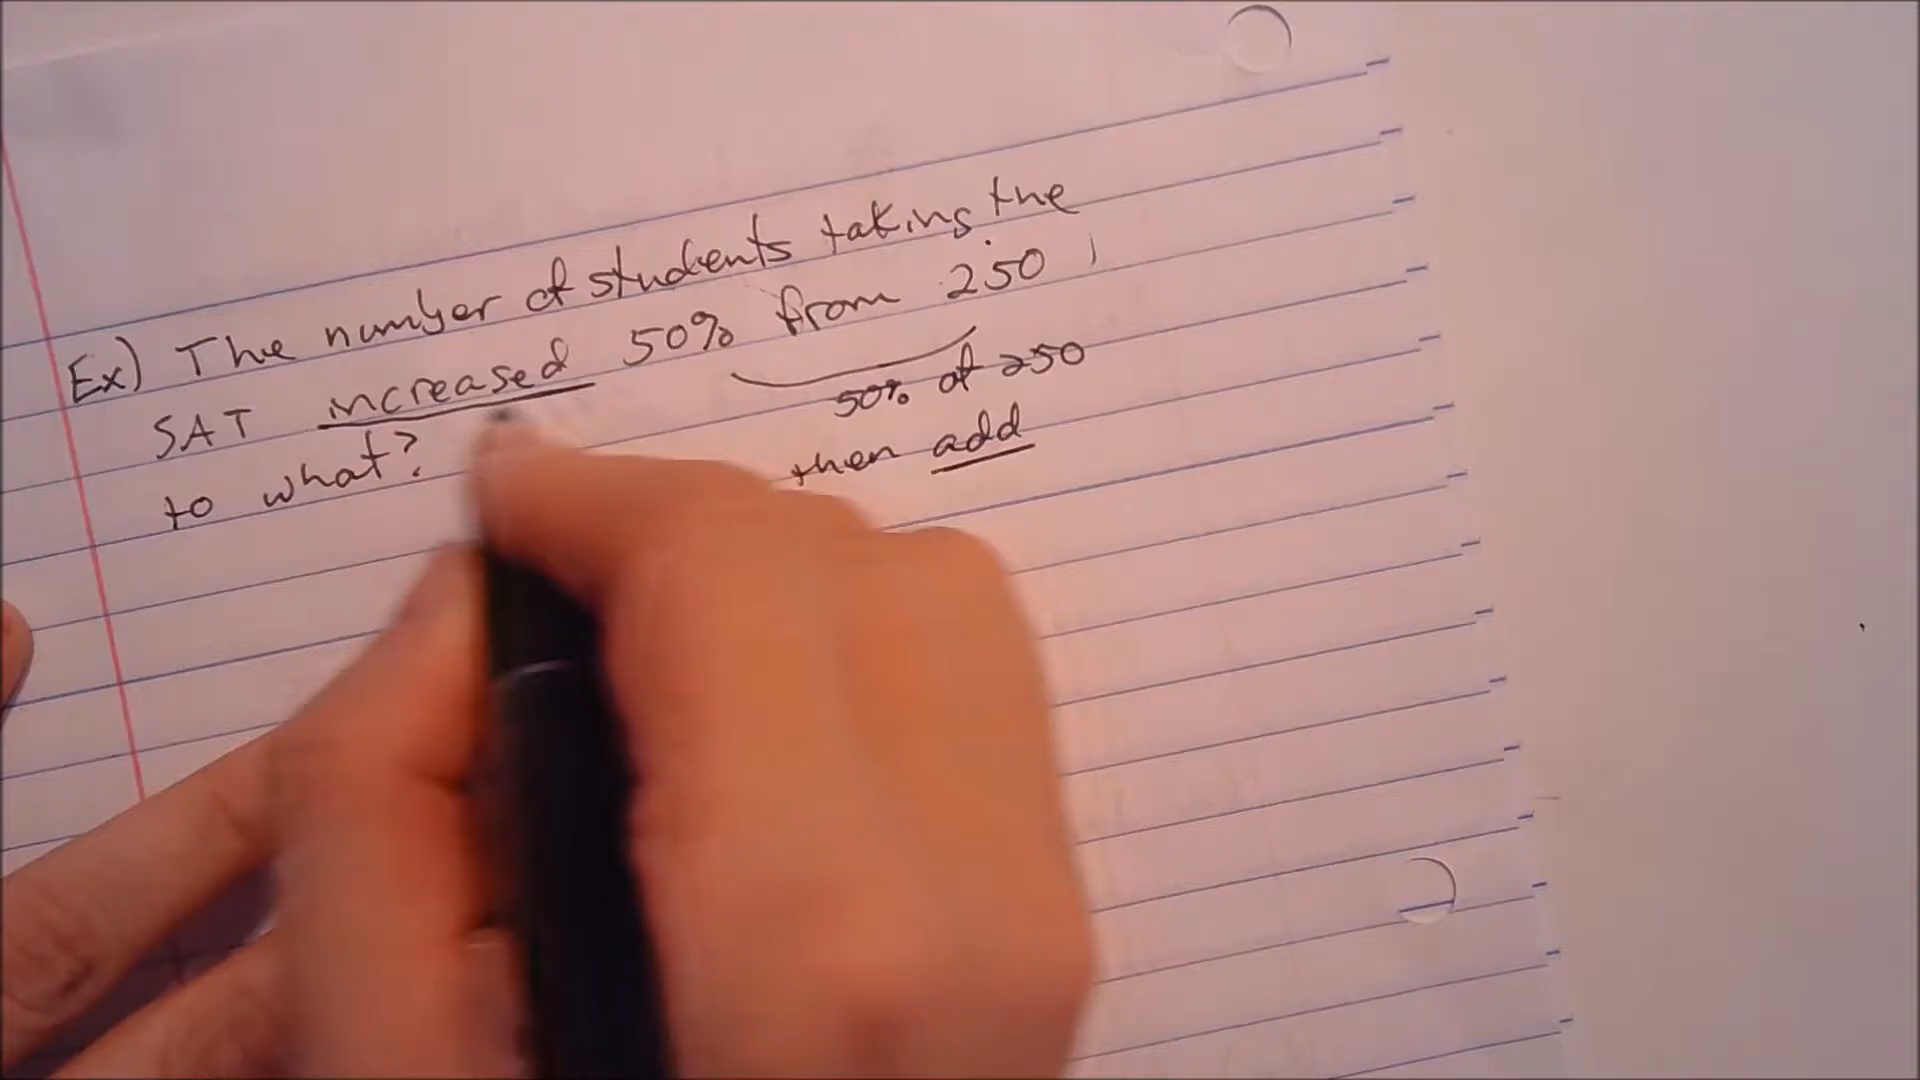 Ex) The number of students taking the
SAT increased 50% from 250
to what?
50% of 250
then add